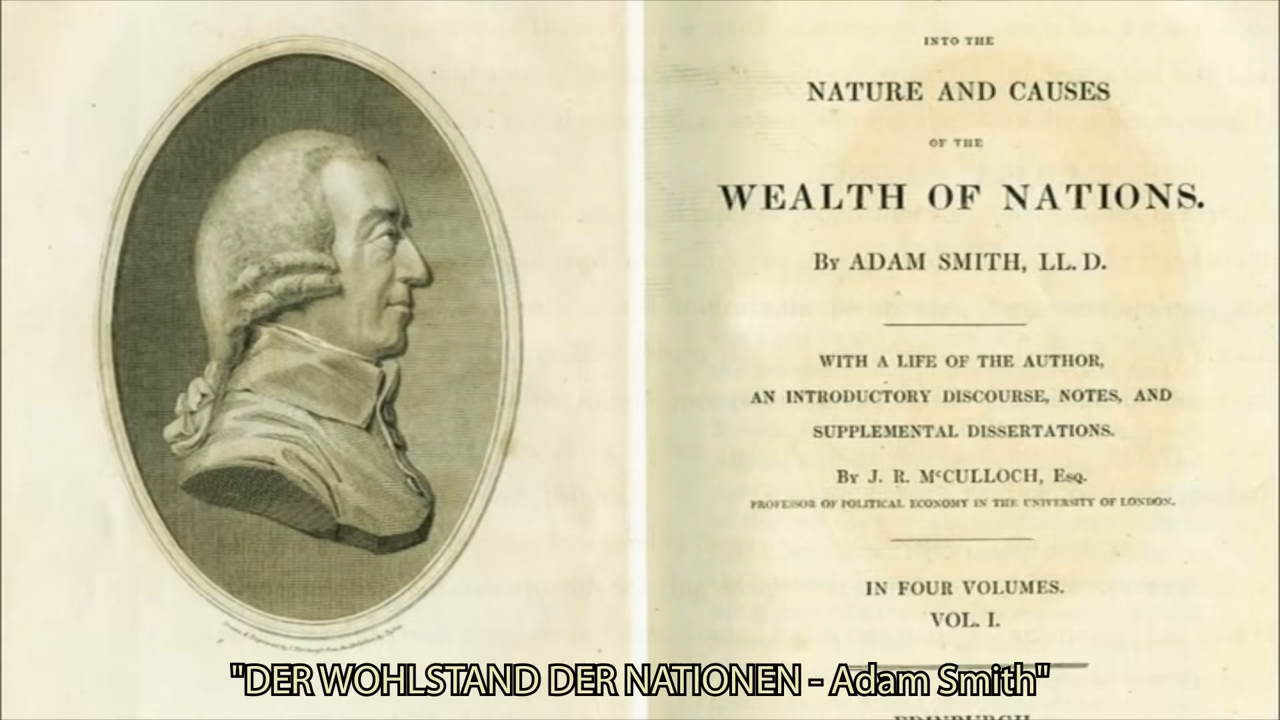 INTO THE
NATURE AND CAUSES
OF THE
WEALTH OF NATIONS.
By ADAM SMITH, LL. D.
WITH A LIFE OF THE AUTHOR,
AN INTRODUCTORY DISCOURSE, NOTES, AND
SUPPLEMENTAL DISSERTATIONS.
By J. R. McCULLOCH, Esq.
PROFESSOR OF POLITICAL ECONOMY IN THE UNIVERSITY OF LONDON.
IN FOUR VOLUMES.
VOL. I.
EDINBURGH
"DER WOHLSTAND DER NATIONEN - Adam Smith"